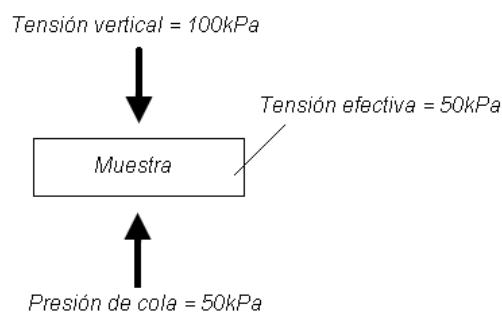 Tensión vertical = 100kPa
Tensión efectiva = 50kPa
Muestra
Presión de cola = 50kPa